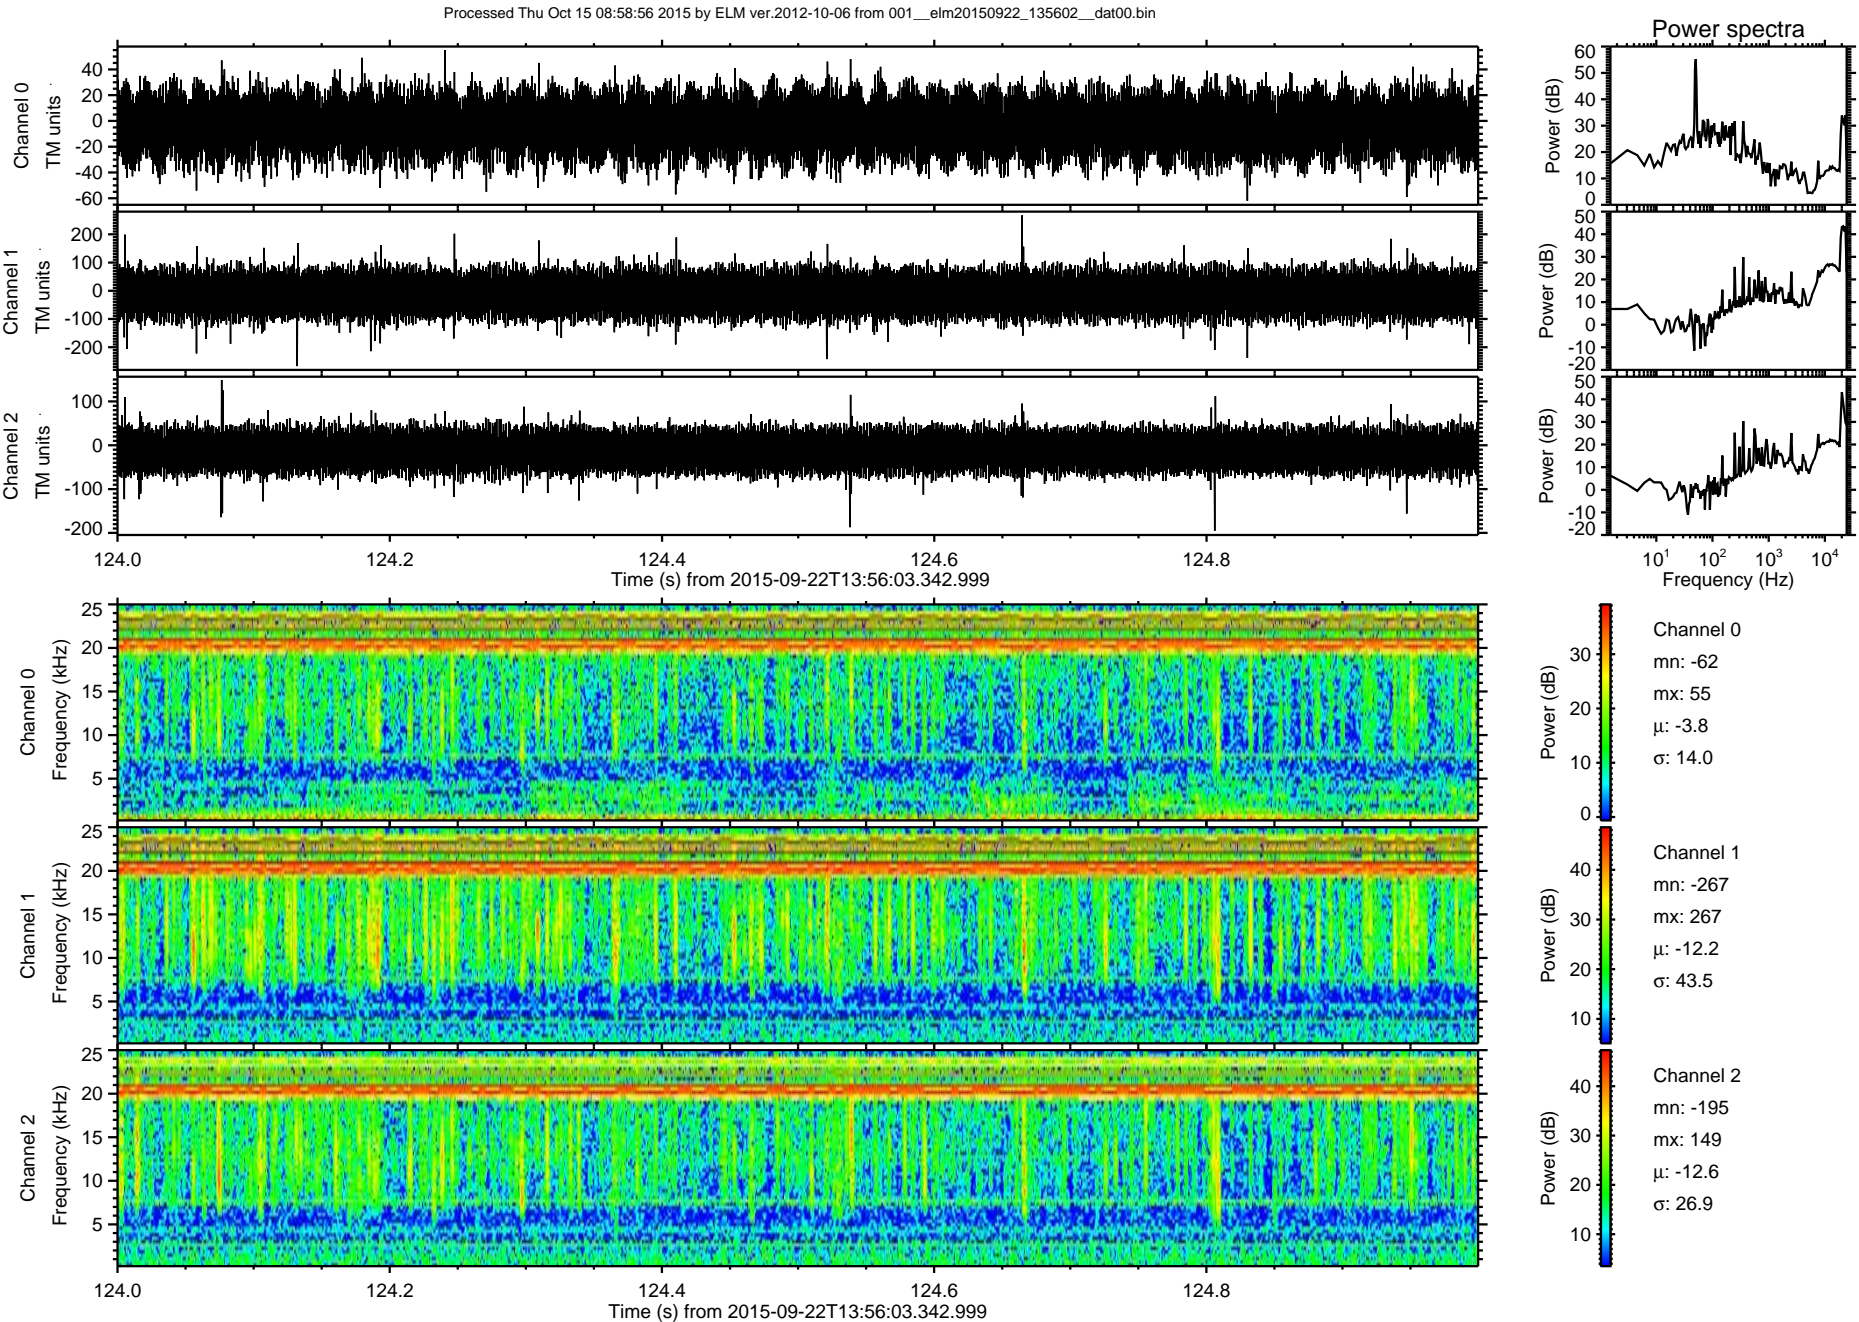 Processed Thu Oct 15 08:58:56 2015 by ELM ver.2012-10-06 from 001__elm20150922_135602__dat00.bin
Power spectra
Channel 0
TM units
40
20
0
-20
-40
-60
Power (dB)
60
50
40
30
20
10
0
Channel 1
TM units
200
100
0
-100
-200
Power (dB)
50
40
30
20
10
0
-10
-20
Channel 2
TM units
100
0
-100
-200
Power (dB)
50
40
30
20
10
0
-10
-20
124.0 124.2 124.4 124.6 124.8
Time (s) from 2015-09-22T13:56:03.342.999
10¹ 10² 10³ 10⁴
Frequency (Hz)
Channel 0
Frequency (kHz)
25
20
15
10
5
Power (dB)
30
20
10
0
Channel 0
mn: -62
mx: 55
μ: -3.8
σ: 14.0
Channel 1
Frequency (kHz)
25
20
15
10
5
Power (dB)
40
30
20
10
Channel 1
mn: -267
mx: 267
μ: -12.2
σ: 43.5
Channel 2
Frequency (kHz)
25
20
15
10
5
Power (dB)
40
30
20
10
Channel 2
mn: -195
mx: 149
μ: -12.6
σ: 26.9
124.0 124.2 124.4 124.6 124.8
Time (s) from 2015-09-22T13:56:03.342.999